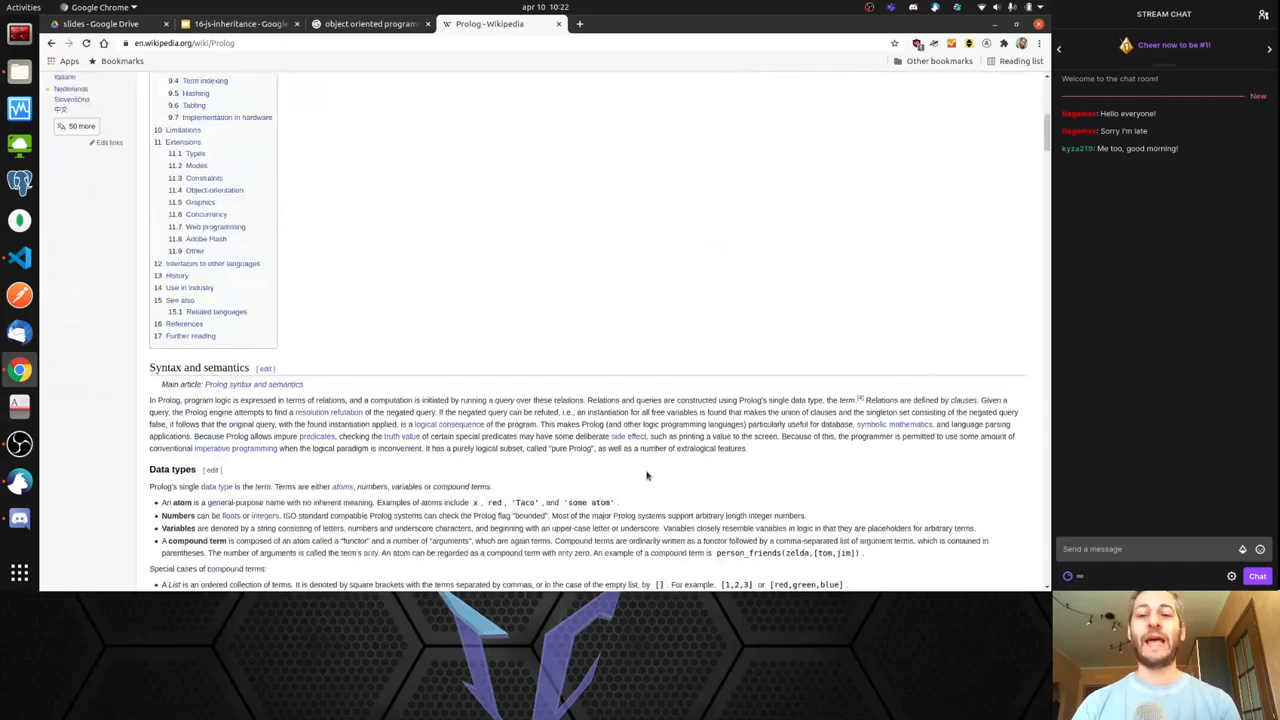 Activities
Google Chrome
apr 10 10:22
slides - Google Drive
16-js-inheritance - Google
object oriented program
Prolog - Wikipedia
en.wikipedia.org/wiki/Prolog
Apps
Bookmarks
Other bookmarks
Reading list
Italiano
Nederlands
Slovenščina
中文
50 more
Edit links
9.4 Term indexing
9.5 Hashing
9.6 Tabling
9.7 Implementation in hardware
10 Limitations
11 Extensions
11.1 Types
11.2 Modes
11.3 Constraints
11.4 Object-orientation
11.5 Graphics
11.6 Concurrency
11.7 Web programming
11.8 Adobe Flash
11.9 Other
12 Interfaces to other languages
13 History
14 Use in industry
15 See also
15.1 Related languages
16 References
17 Further reading
Syntax and semantics [edit]
Main article: Prolog syntax and semantics
In Prolog, program logic is expressed in terms of relations, and a computation is initiated by running a query over these relations. Relations and queries are constructed using Prolog's single data type, the term.[4] Relations are defined by clauses. Given a
query, the Prolog engine attempts to find a resolution refutation of the negated query. If the negated query can be refuted, i.e., an instantiation for all free variables is found that makes the union of clauses and the singleton set consisting of the negated query
false, it follows that the original query, with the found instantiation applied, is a logical consequence of the program. This makes Prolog (and other logic programming languages) particularly useful for database, symbolic mathematics, and language parsing
applications. Because Prolog allows impure predicates, checking the truth value of certain special predicates may have some deliberate side effect, such as printing a value to the screen. Because of this, the programmer is permitted to use some amount of
conventional imperative programming when the logical paradigm is inconvenient. It has a purely logical subset, called "pure Prolog", as well as a number of extralogical features.
Data types [edit]
Prolog's single data type is the term. Terms are either atoms, numbers, variables or compound terms.
• An atom is a general-purpose name with no inherent meaning. Examples of atoms include x, red, 'Taco', and 'some atom'.
• Numbers can be floats or integers. ISO standard compatible Prolog systems can check the Prolog flag "bounded". Most of the major Prolog systems support arbitrary length integer numbers.
• Variables are denoted by a string consisting of letters, numbers and underscore characters, and beginning with an upper-case letter or underscore. Variables closely resemble variables in logic in that they are placeholders for arbitrary terms.
• A compound term is composed of an atom called a "functor" and a number of "arguments", which are again terms. Compound terms are ordinarily written as a functor followed by a comma-separated list of argument terms, which is contained in
parentheses. The number of arguments is called the term's arity. An atom can be regarded as a compound term with arity zero. An example of a compound term is person_friends(zelda,[tom,jim]).
Special cases of compound terms:
• A List is an ordered collection of terms. It is denoted by square brackets with the terms separated by commas, or in the case of the empty list, by []. For example, [1,2,3] or [red,green,blue].
STREAM CHAT
Cheer now to be #1!
Welcome to the chat room!
New
tiagomxx: Hello everyone!
tiagomxx: Sorry I'm late
kyza219: Me too, good morning!
Send a message
∞
Chat